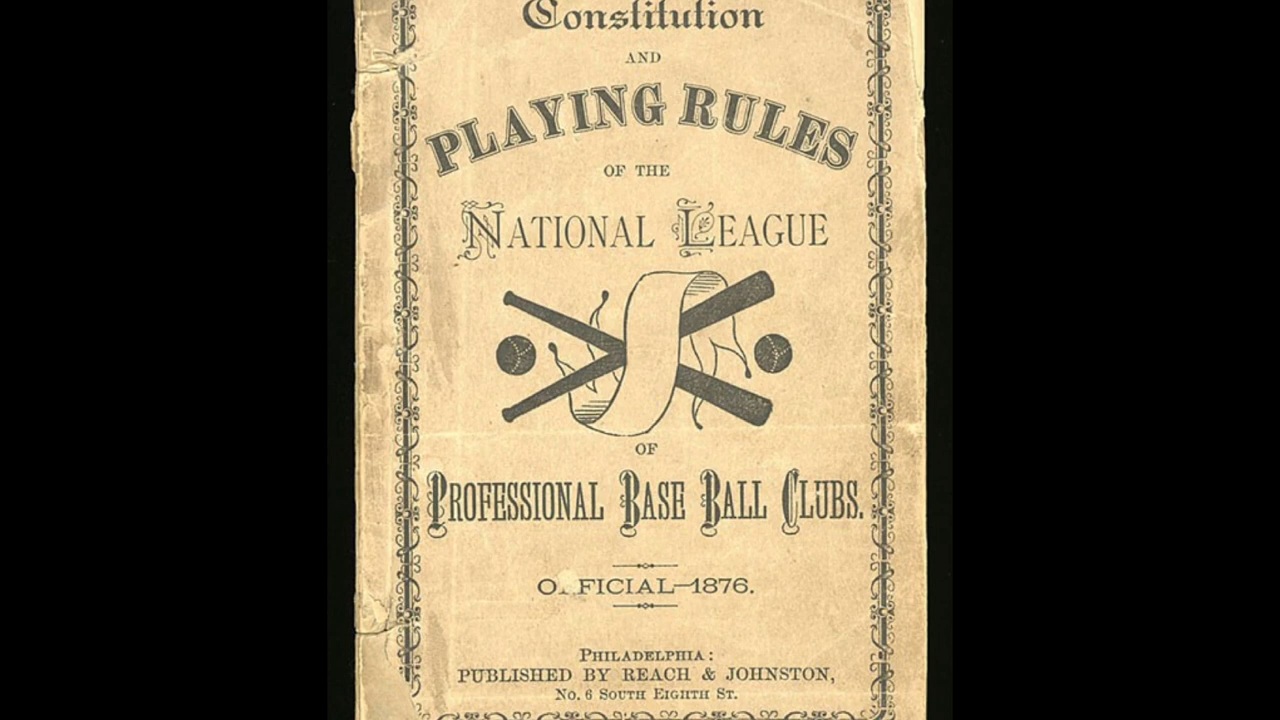 Constitution
AND
PLAYING RULES
OF THE
NATIONAL LEAGUE
OF
PROFESSIONAL BASE BALL CLUBS.
OFFICIAL—1876.
PHILADELPHIA:
PUBLISHED BY REACH & JOHNSTON,
No. 6 SOUTH EIGHTH ST.